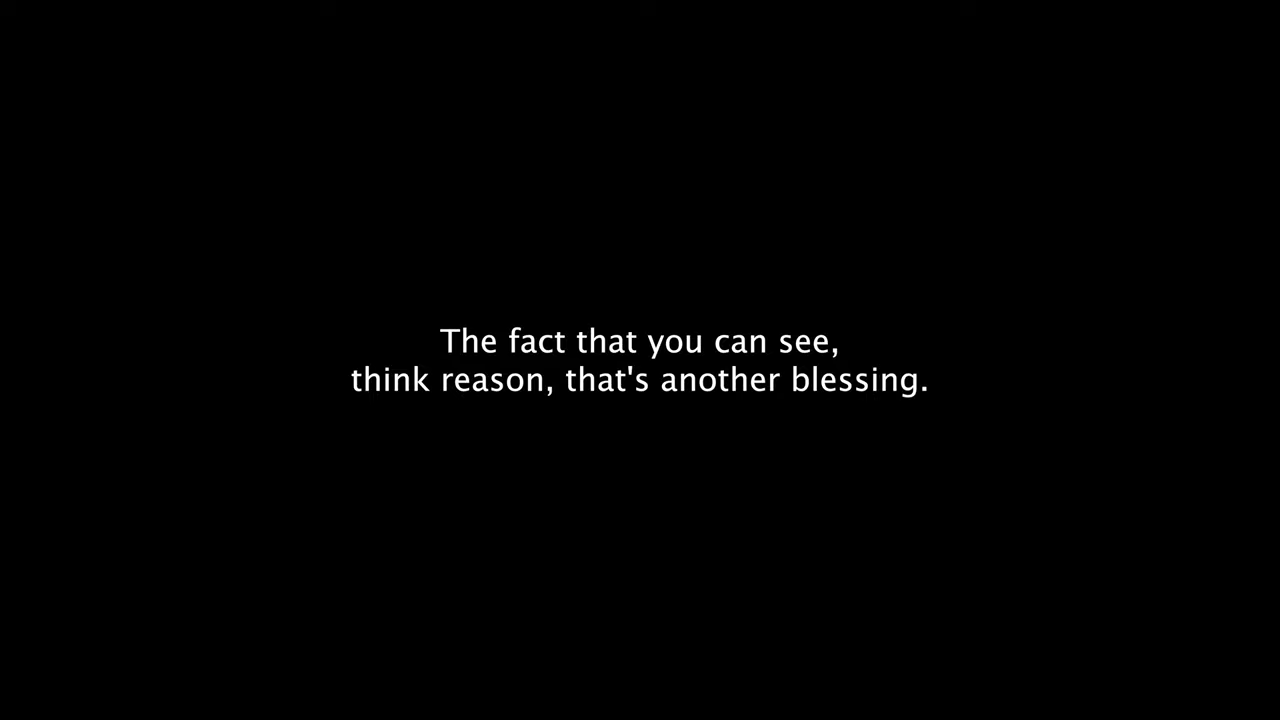 The fact that you can see,
think reason, that's another blessing.